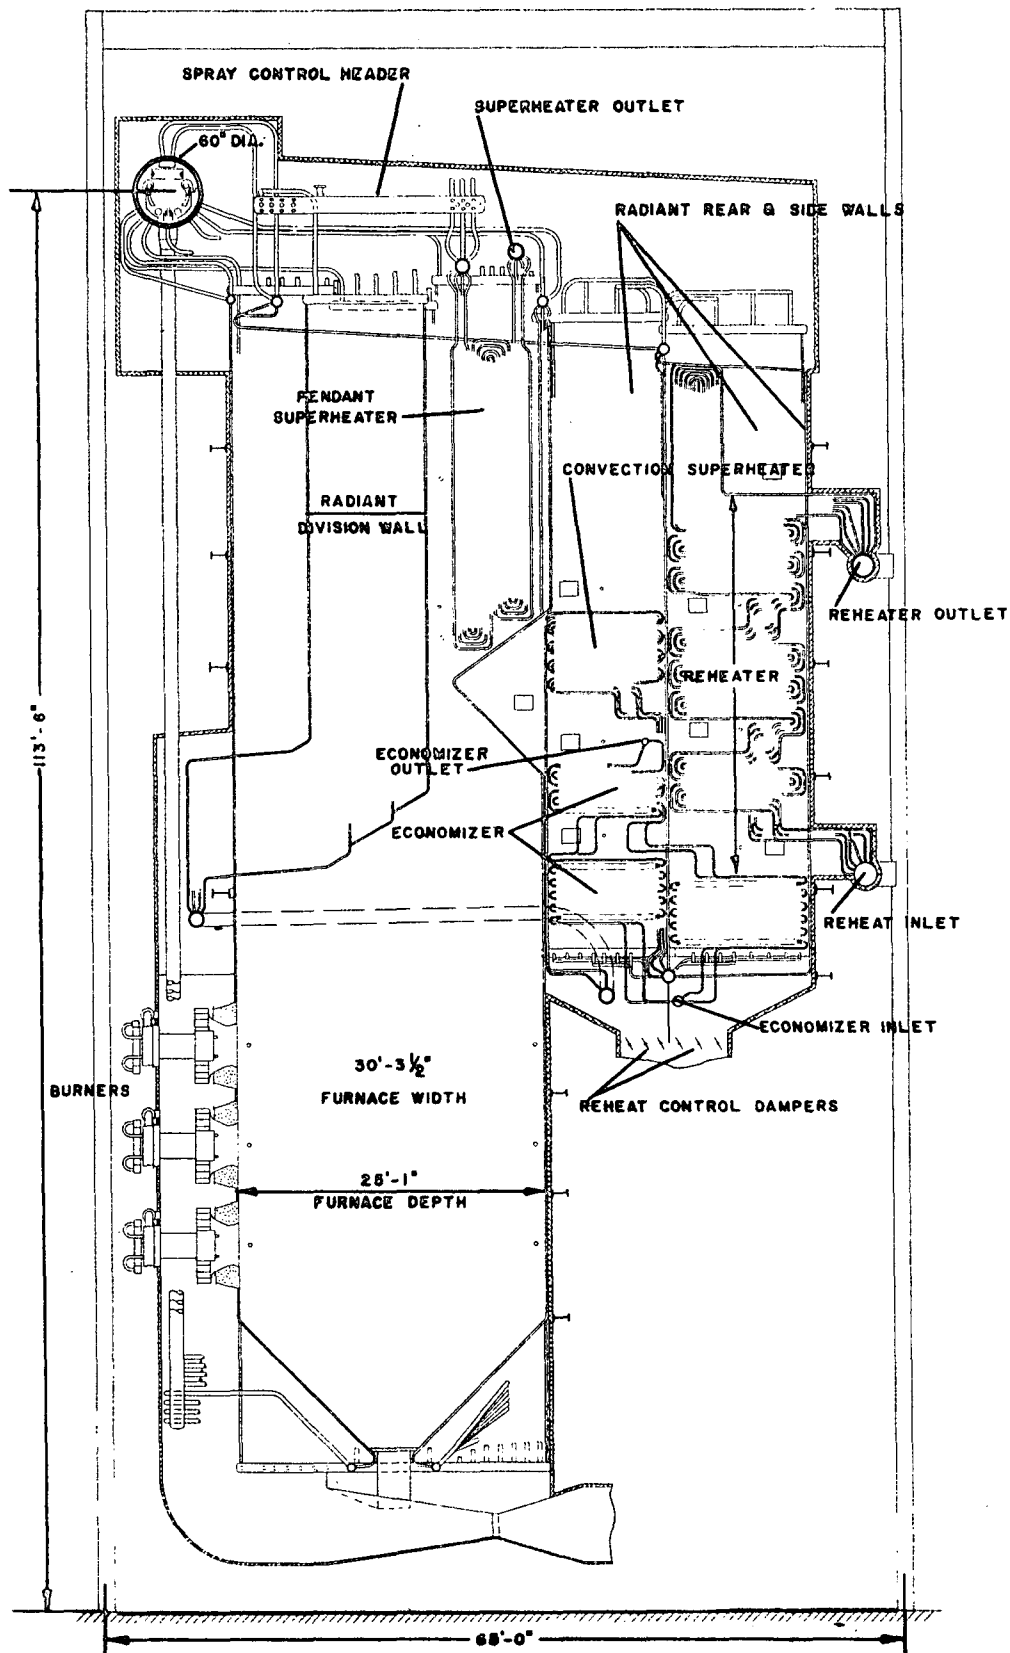 SPRAY CONTROL HEADER
SUPERHEATER OUTLET
60" DIA.
RADIANT REAR & SIDE WALLS
PENDANT
SUPERHEATER
CONVECTION SUPERHEATER
RADIANT
DIVISION WALL
REHEATER OUTLET
REHEATER
113'-6"
ECONOMIZER
OUTLET
ECONOMIZER
REHEAT INLET
ECONOMIZER INLET
30'-3½"
FURNACE WIDTH
BURNERS
REHEAT CONTROL DAMPERS
25'-1"
FURNACE DEPTH
65'-0"